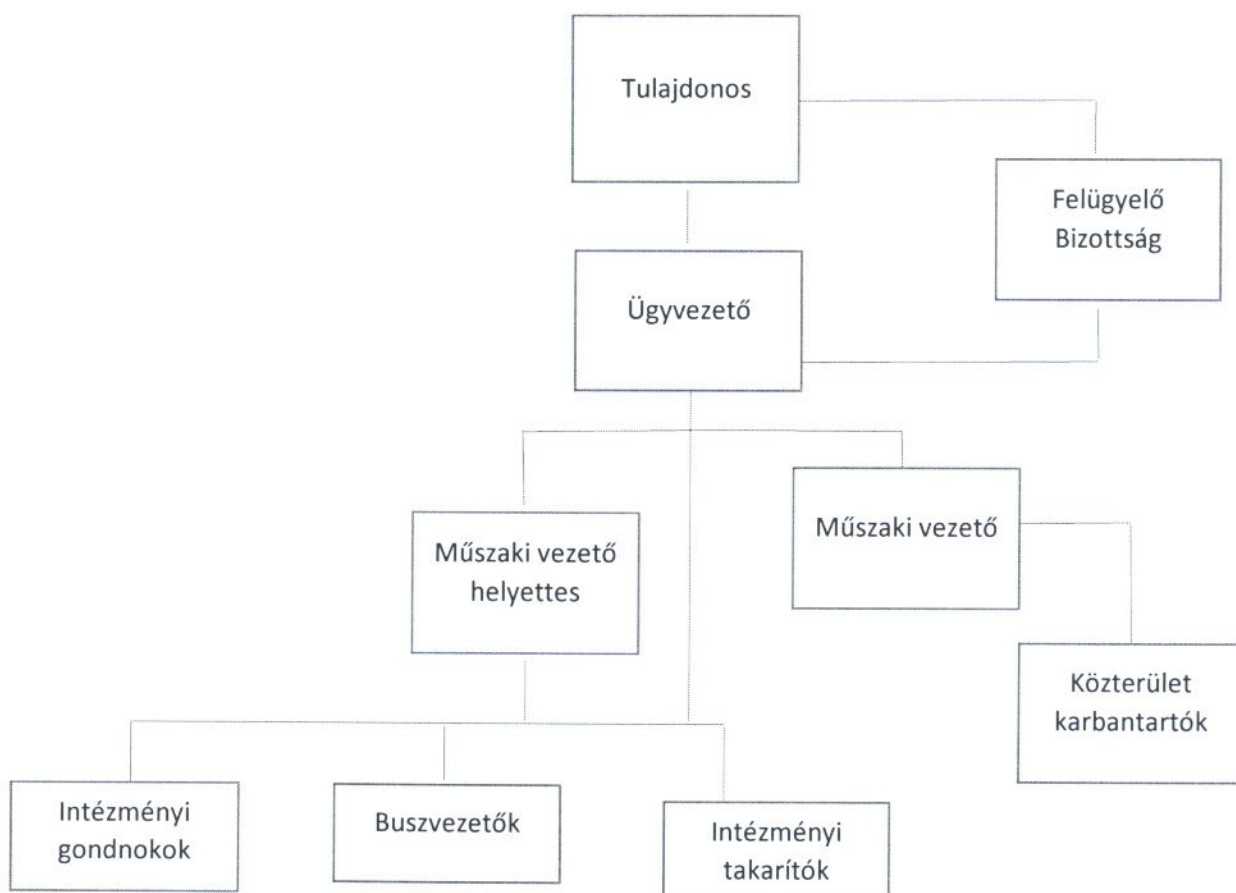 Tulajdonos
Felügyelő
Bizottság
Ügyvezető
Műszaki vezető
Műszaki vezető
helyettes
Közterület
karbantartók
Intézményi
gondnokok
Buszvezetők
Intézményi
takarítók